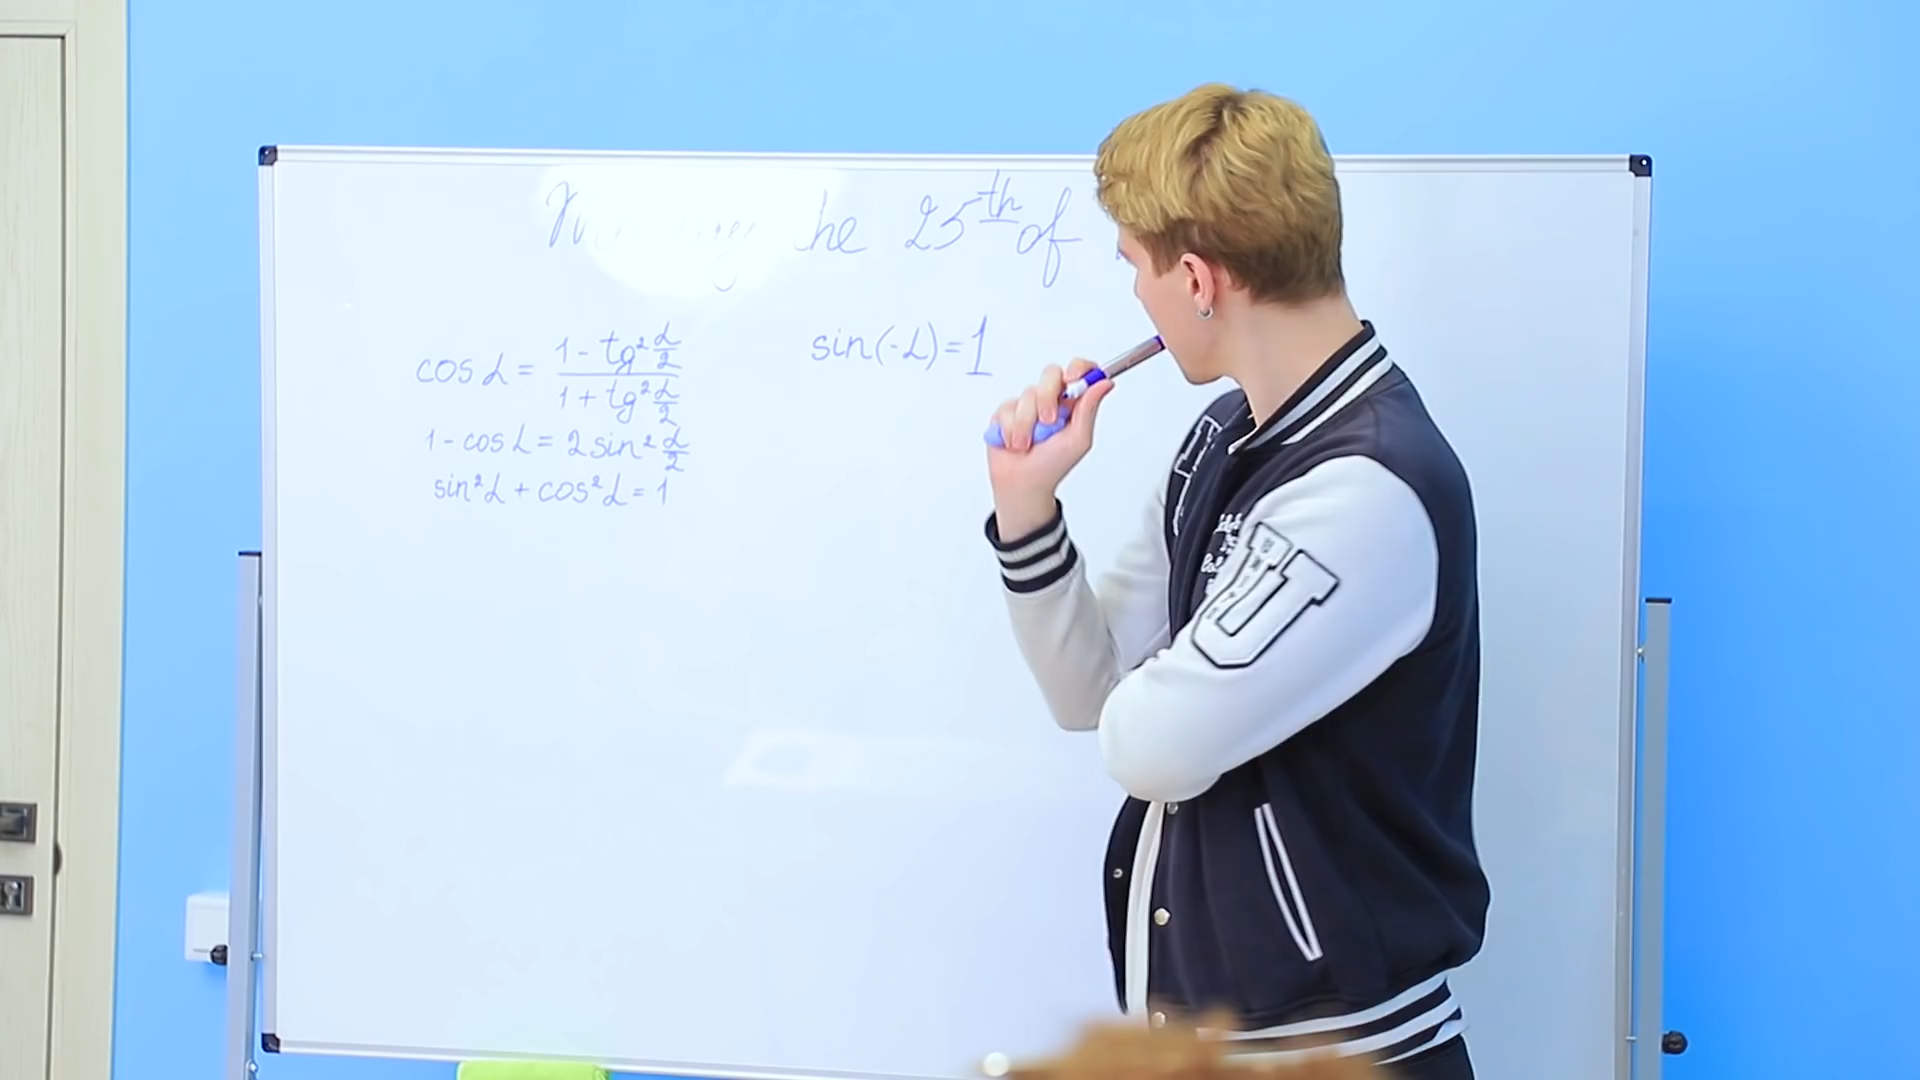 the 25th of
cos α = (1 - tg² α/2) / (1 + tg² α/2)
sin(-α) = 1
1 - cos α = 2 sin² α/2
sin² α + cos² α = 1
U